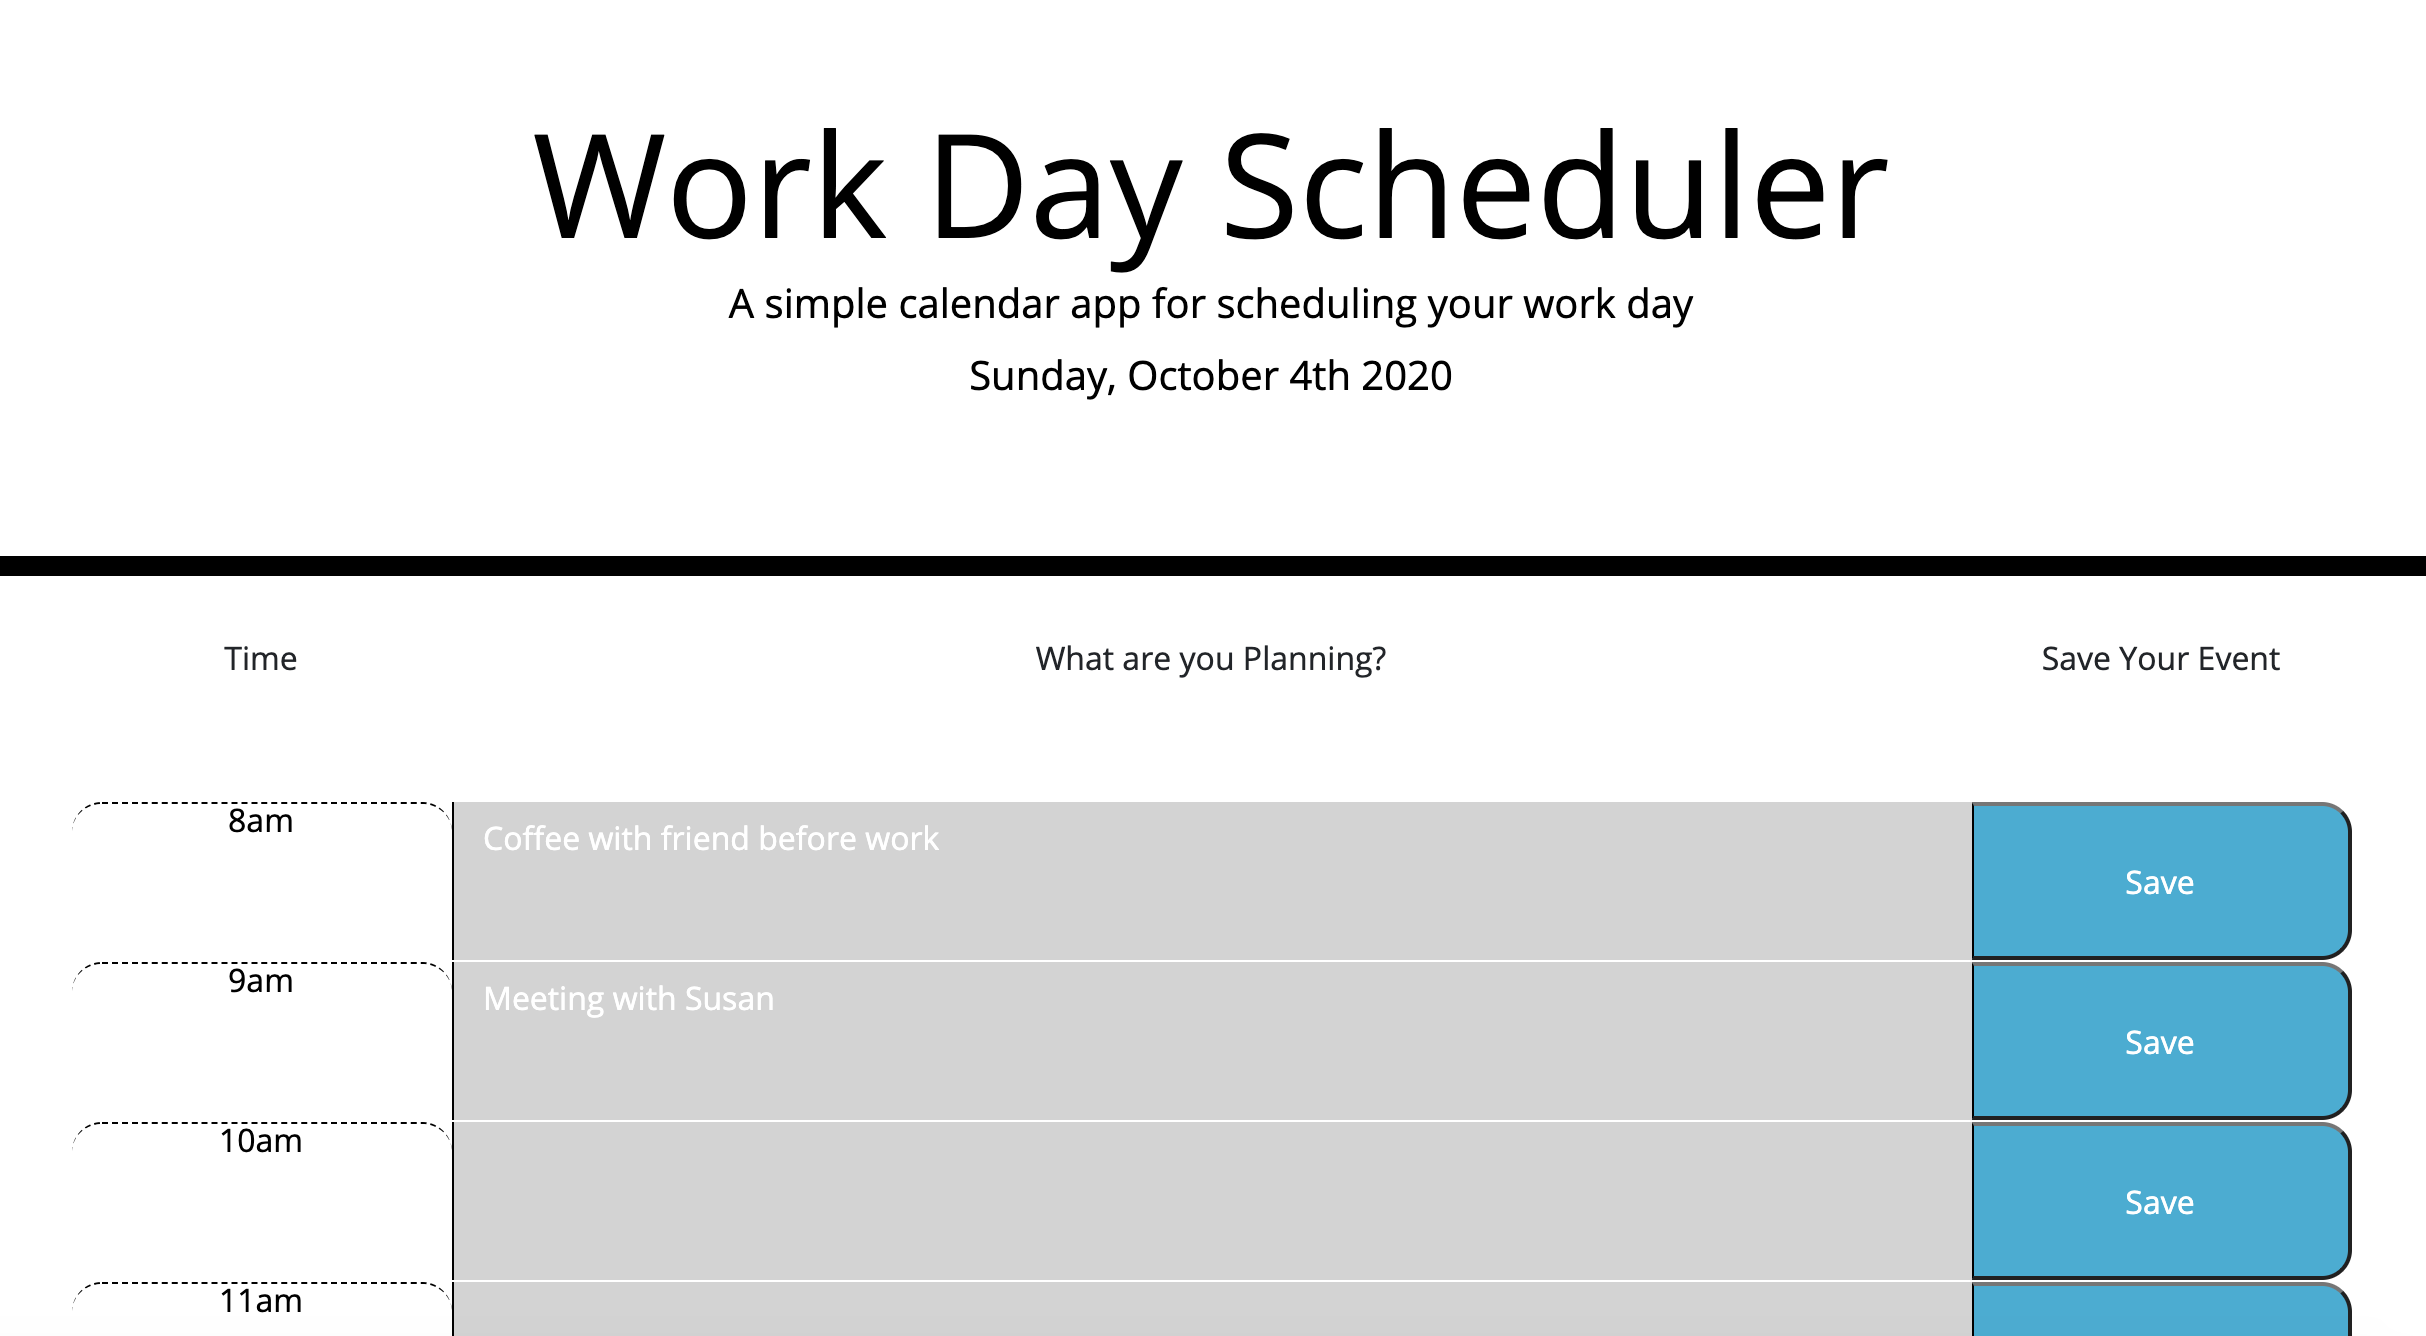 Work Day Scheduler
A simple calendar app for scheduling your work day
Sunday, October 4th 2020
Time What are you Planning? Save Your Event
8am Coffee with friend before work Save
9am Meeting with Susan Save
10am Save
11am